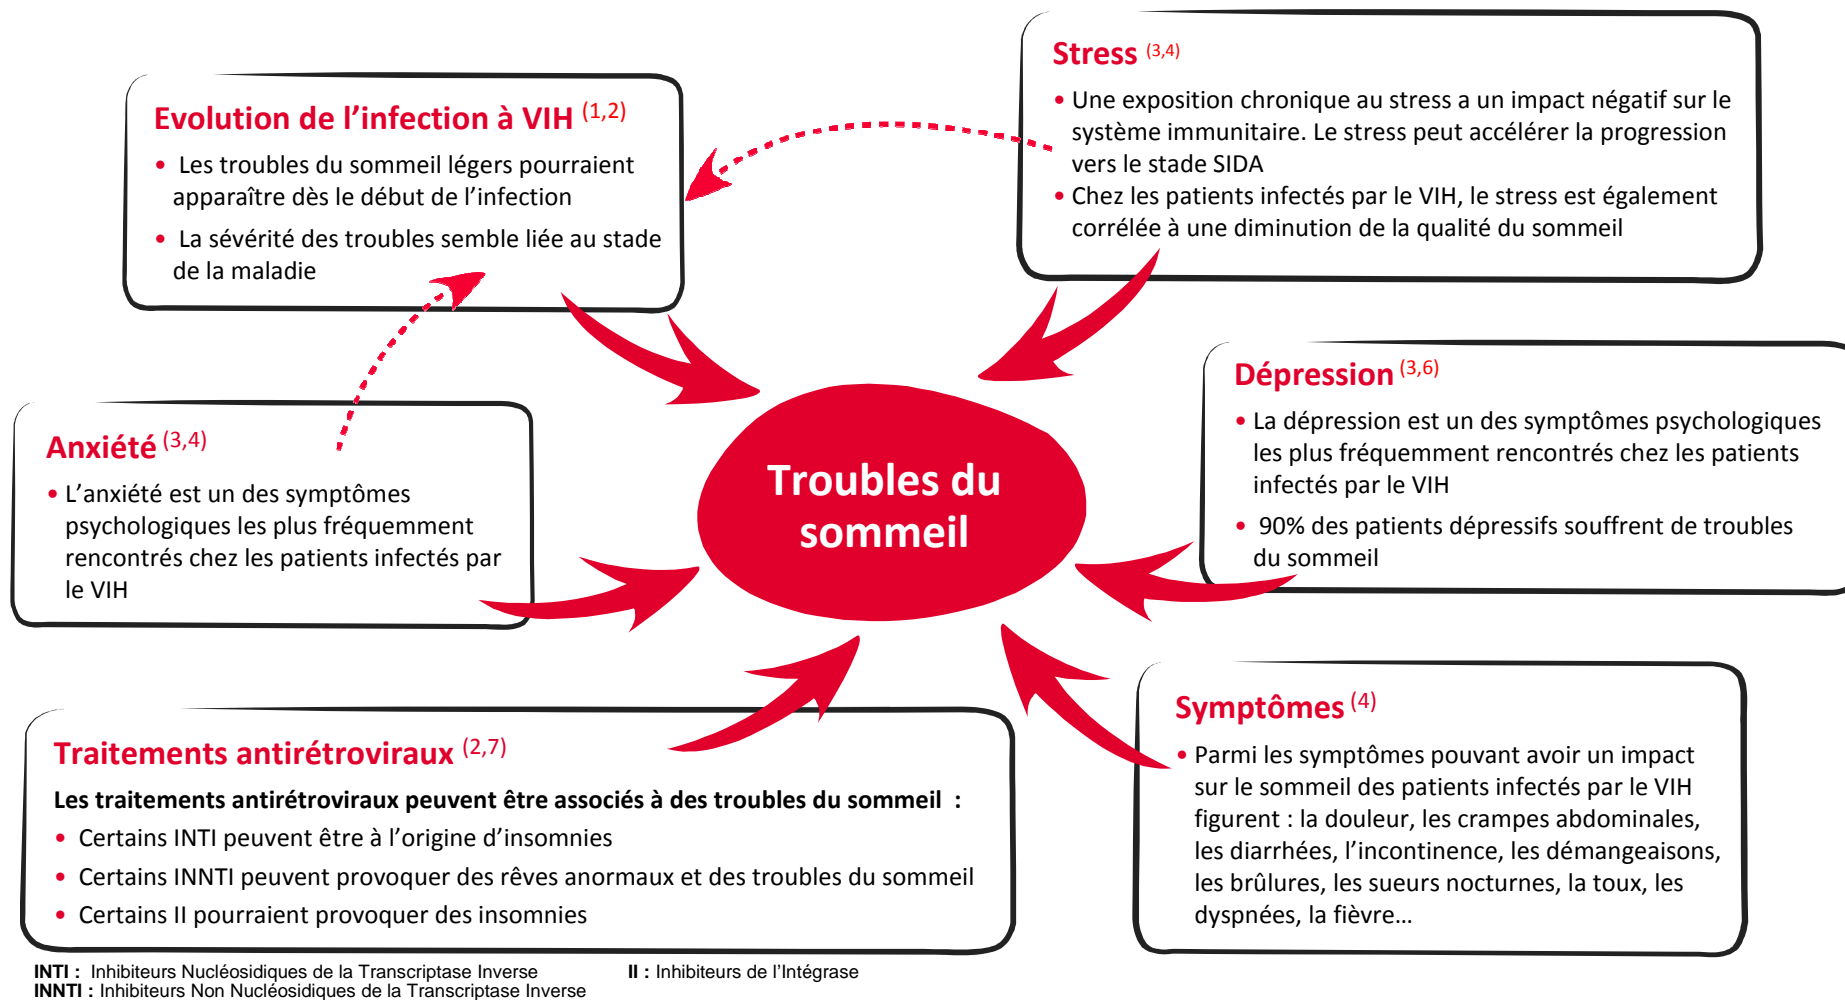 Evolution de l’infection à VIH (1,2)
• Les troubles du sommeil légers pourraient
apparaître dès le début de l’infection
• La sévérité des troubles semble liée au stade
de la maladie
Stress (3,4)
• Une exposition chronique au stress a un impact négatif sur le
système immunitaire. Le stress peut accélérer la progression
vers le stade SIDA
• Chez les patients infectés par le VIH, le stress est également
corrélée à une diminution de la qualité du sommeil
Anxiété (3,4)
• L’anxiété est un des symptômes
psychologiques les plus fréquemment
rencontrés chez les patients infectés par
le VIH
Troubles du
sommeil
Dépression (3,6)
• La dépression est un des symptômes psychologiques
les plus fréquemment rencontrés chez les patients
infectés par le VIH
• 90% des patients dépressifs souffrent de troubles
du sommeil
Traitements antirétroviraux (2,7)
Les traitements antirétroviraux peuvent être associés à des troubles du sommeil :
• Certains INTI peuvent être à l’origine d’insomnies
• Certains INNTI peuvent provoquer des rêves anormaux et des troubles du sommeil
• Certains II pourraient provoquer des insomnies
Symptômes (4)
• Parmi les symptômes pouvant avoir un impact
sur le sommeil des patients infectés par le VIH
figurent : la douleur, les crampes abdominales,
les diarrhées, l’incontinence, les démangeaisons,
les brûlures, les sueurs nocturnes, la toux, les
dyspnées, la fièvre…
INTI : Inhibiteurs Nucléosidiques de la Transcriptase Inverse
II : Inhibiteurs de l’Intégrase
INNTI : Inhibiteurs Non Nucléosidiques de la Transcriptase Inverse